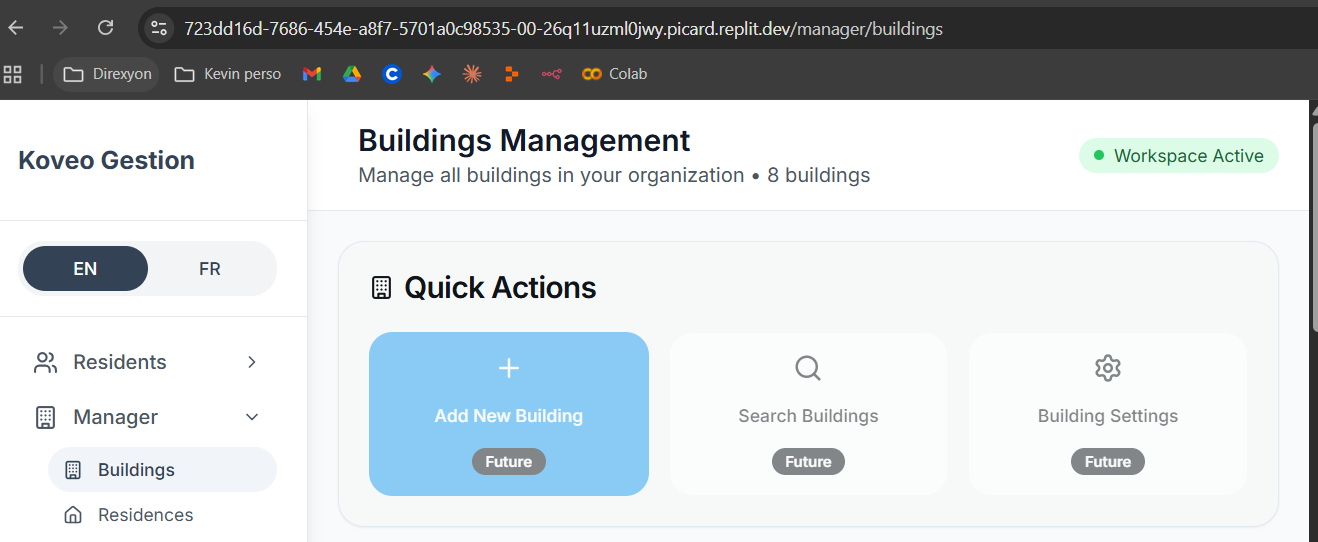 723dd16d-7686-454e-a8f7-5701a0c98535-00-26q11uzml0jwy.picard.replit.dev/manager/buildings
Direxyon Kevin perso Colab
Koveo Gestion
EN FR
Residents
Manager
Buildings
Residences
Buildings Management
Manage all buildings in your organization • 8 buildings
Workspace Active
Quick Actions
Add New Building
Future
Search Buildings
Future
Building Settings
Future